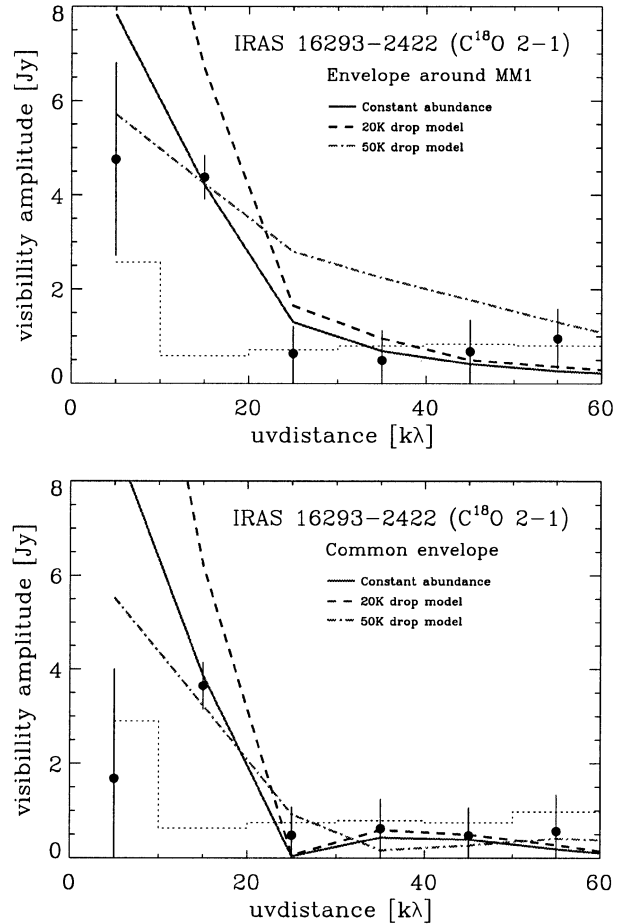 IRAS 16293−2422 (C¹⁸O 2−1)
Envelope around MM1
Constant abundance
20K drop model
50K drop model
visibillity amplitude [Jy]
8
6
4
2
0
0 20 40 60
uvdistance [kλ]
IRAS 16293−2422 (C¹⁸O 2−1)
Common envelope
Constant abundance
20K drop model
50K drop model
visibillity amplitude [Jy]
8
6
4
2
0
0 20 40 60
uvdistance [kλ]